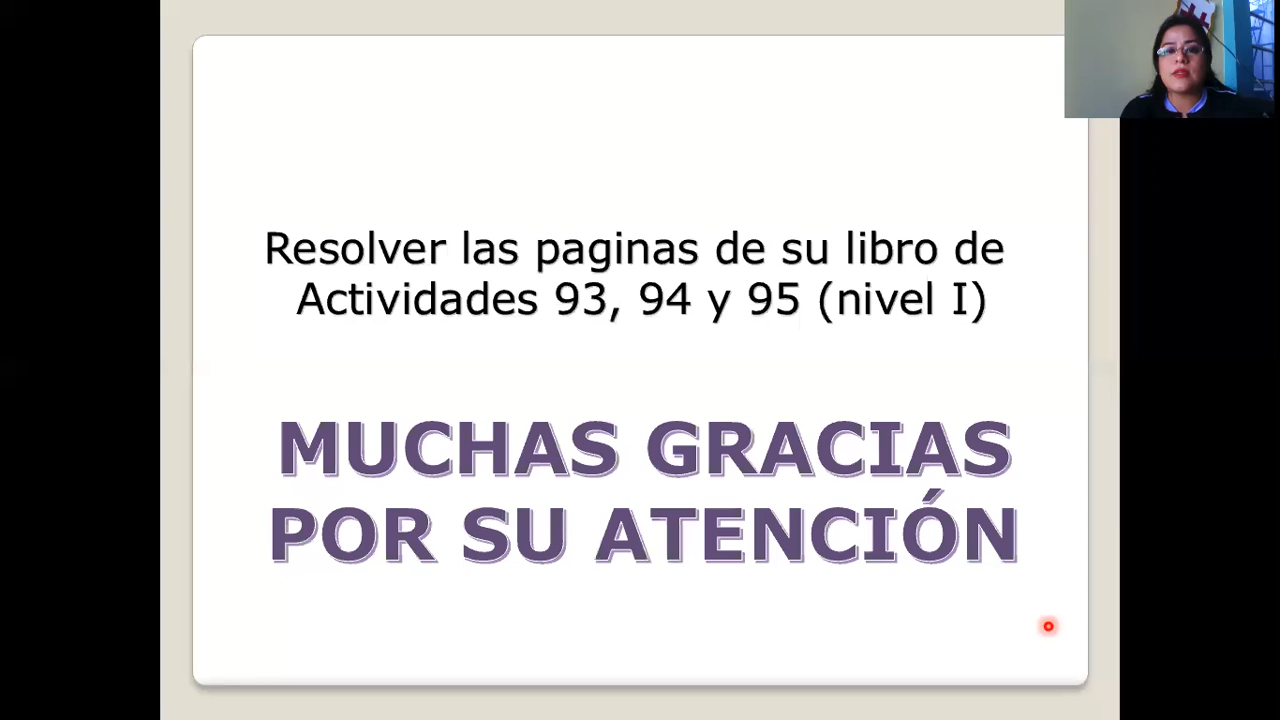 Resolver las paginas de su libro de
Actividades 93, 94 y 95 (nivel I)
MUCHAS GRACIAS
POR SU ATENCIÓN